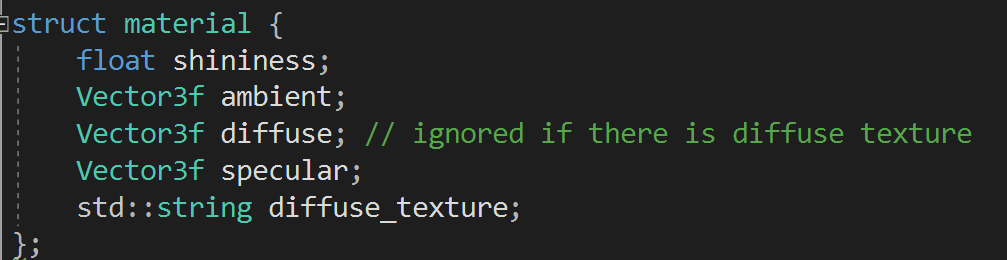 struct material {
    float shininess;
    Vector3f ambient;
    Vector3f diffuse; // ignored if there is diffuse texture
    Vector3f specular;
    std::string diffuse_texture;
};